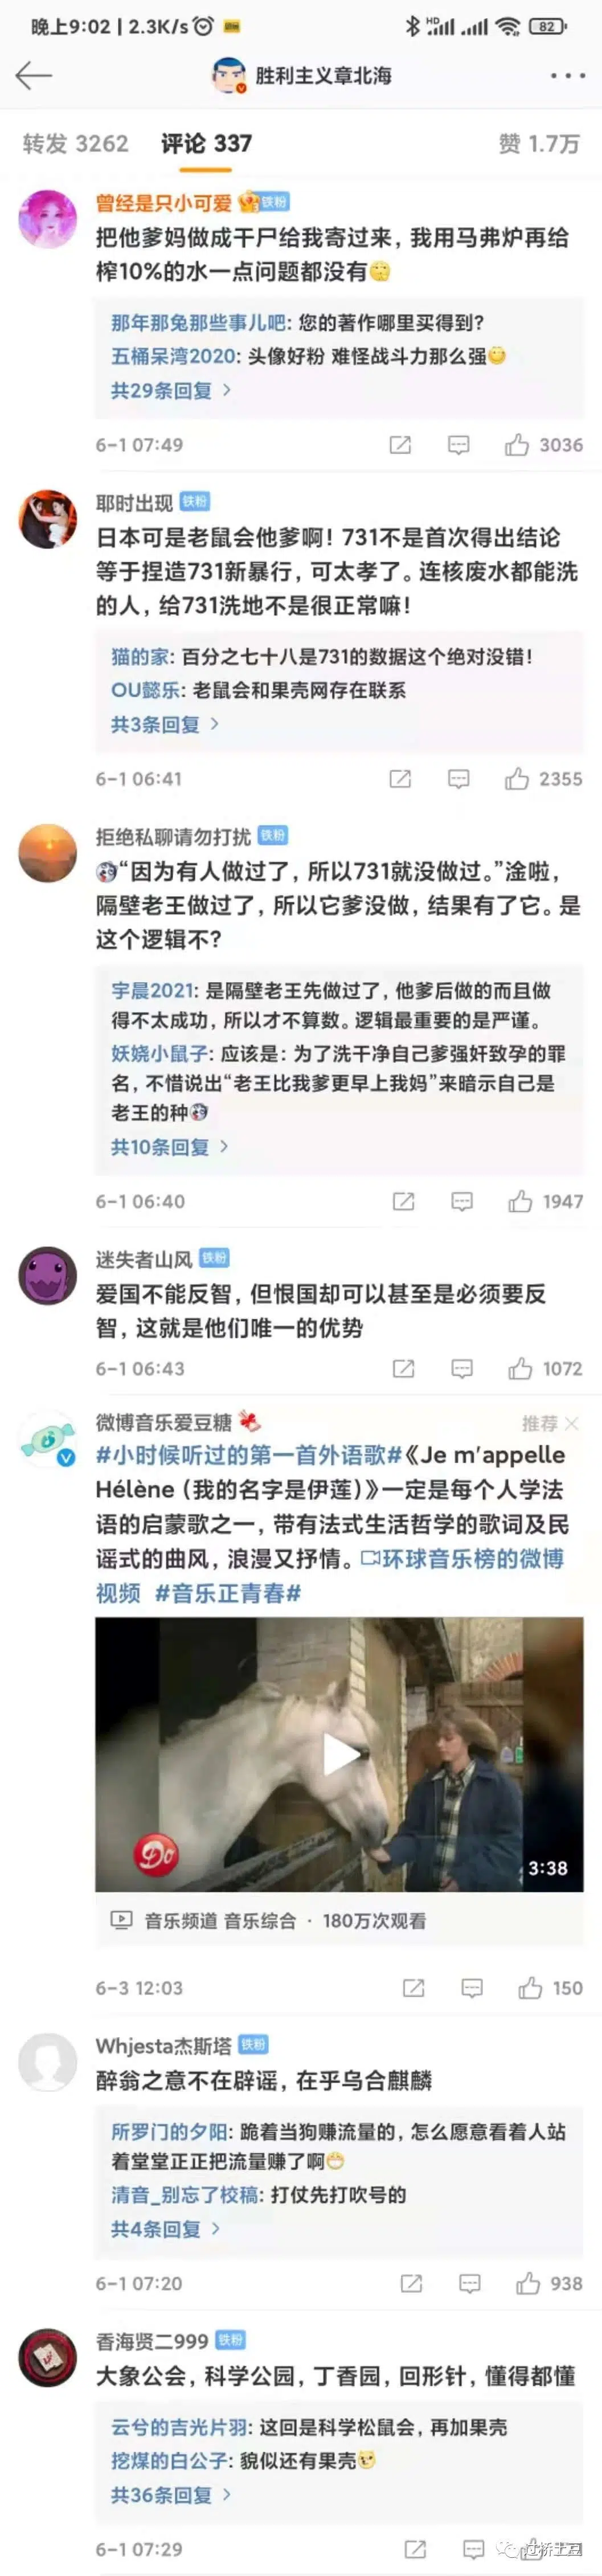 晚上9:02 | 2.3K/s
HD
82
胜利主义章北海
转发 3262 评论 337 赞 1.7万
曾经是只小可爱 铁粉
把他爹妈做成干尸给我寄过来，我用马弗炉再给
榨10%的水一点问题都没有
那年那兔那些事儿吧: 您的著作哪里买得到?
五桶呆湾2020: 头像好粉 难怪战斗力那么强
共29条回复 >
6-1 07:49 3036
耶时出现 铁粉
日本可是老鼠会他爹啊！731不是首次得出结论
等于捏造731新暴行，可太孝了。连核废水都能洗
的人，给731洗地不是很正常嘛！
猫的家: 百分之七十八是731的数据这个绝对没错！
OU懿乐: 老鼠会和果壳网存在联系
共3条回复 >
6-1 06:41 2355
拒绝私聊请勿打扰 铁粉
“因为有人做过了，所以731就没做过。”淦啦，
隔壁老王做过了，所以它爹没做，结果有了它。是
这个逻辑不？
宇晨2021: 是隔壁老王先做过了，他爹后做的而且做
得不太成功，所以才不算数。逻辑最重要的是严谨。
妖娆小鼠子: 应该是：为了洗干净自己爹强奸致孕的罪
名，不惜说出“老王比我爹更早上我妈”来暗示自己是
老王的种
共10条回复 >
6-1 06:40 1947
迷失者山风 铁粉
爱国不能反智，但恨国却可以甚至是必须要反
智，这就是他们唯一的优势
6-1 06:43 1072
微博音乐爱豆糖 推荐
#小时候听过的第一首外语歌#《Je m'appelle
Hélène（我的名字是伊莲）》一定是每个人学法
语的启蒙歌之一，带有法式生活哲学的歌词及民
谣式的曲风，浪漫又抒情。环球音乐榜的微博
视频 #音乐正青春#
Do
3:38
音乐频道 音乐综合 · 180万次观看
6-3 12:03 150
Whjesta杰斯塔 铁粉
醉翁之意不在辟谣，在乎乌合麒麟
所罗门的夕阳: 跪着当狗赚流量的，怎么愿意看着人站
着堂堂正正把流量赚了啊
清音_别忘了校稿: 打仗先打吹号的
共4条回复 >
6-1 07:20 938
香海贤二999 铁粉
大象公会，科学公园，丁香园，回形针，懂得都懂
云兮的吉光片羽: 这回是科学松鼠会，再加果壳
挖煤的白公子: 貌似还有果壳
共36条回复 >
6-1 07:29
过桥土豆